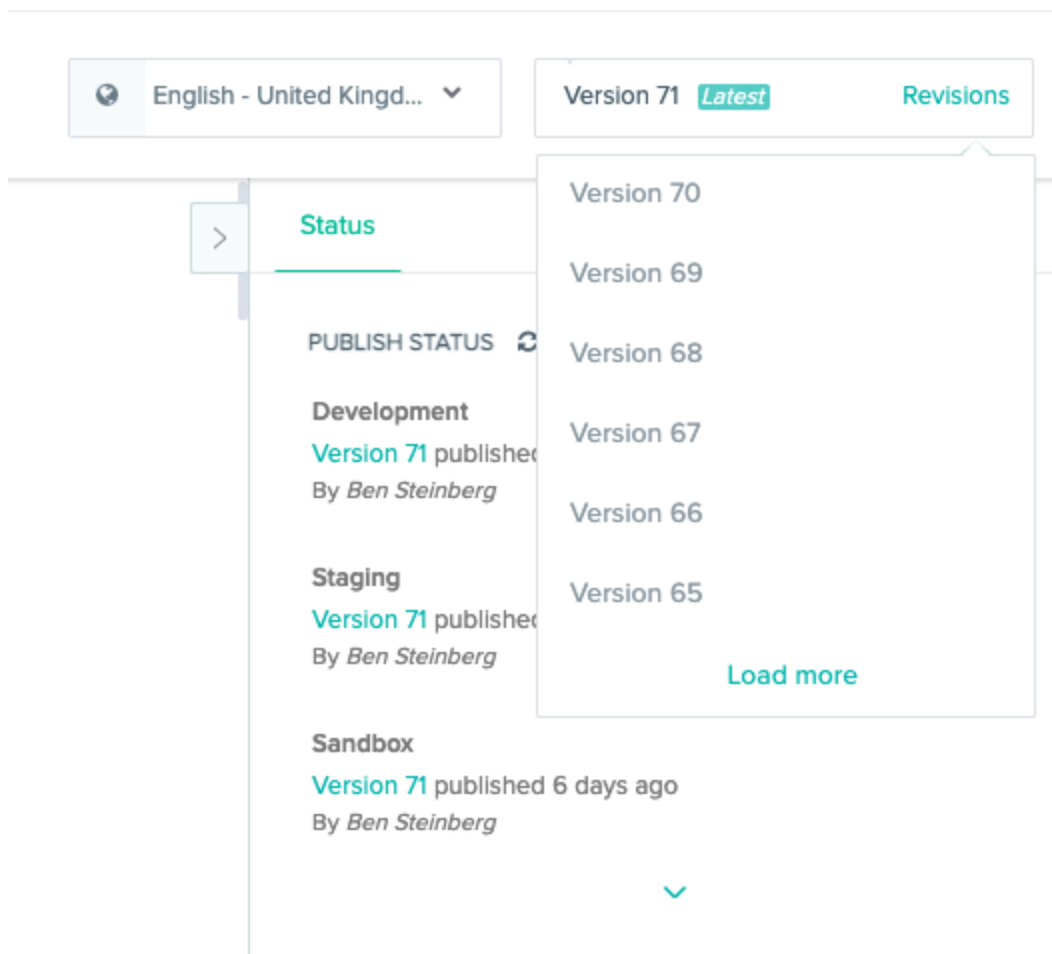 English - United Kingd...
Version 71 Latest Revisions
Version 70
Version 69
Version 68
Version 67
Version 66
Version 65
Load more
Status
PUBLISH STATUS
Development
Version 71 published
By Ben Steinberg
Staging
Version 71 published
By Ben Steinberg
Sandbox
Version 71 published 6 days ago
By Ben Steinberg